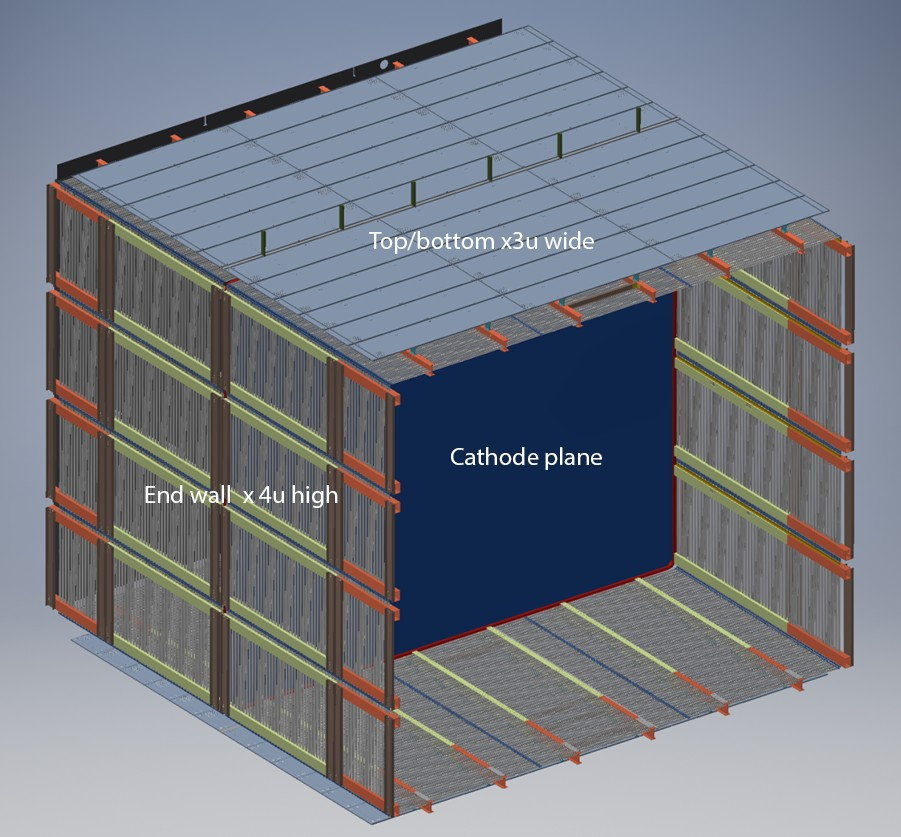 Top/bottom x3u wide
Cathode plane
End wall x 4u high